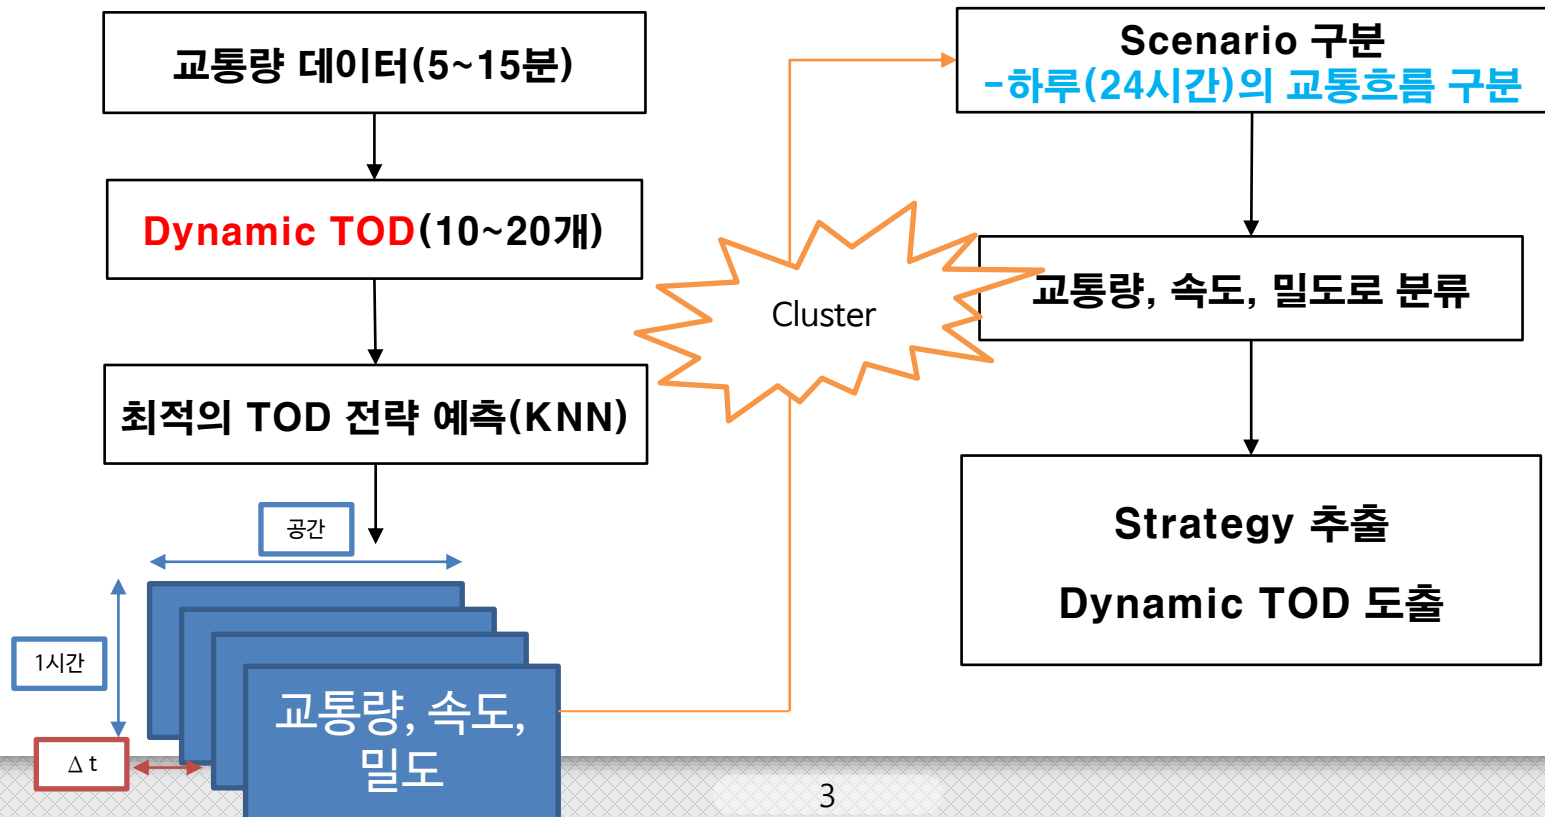 교통량 데이터(5~15분)
Dynamic TOD(10~20개)
최적의 TOD 전략 예측(KNN)
공간
1시간
Δ t
교통량, 속도,
밀도
Cluster
Scenario 구분
-하루(24시간)의 교통흐름 구분
교통량, 속도, 밀도로 분류
Strategy 추출
Dynamic TOD 도출
3